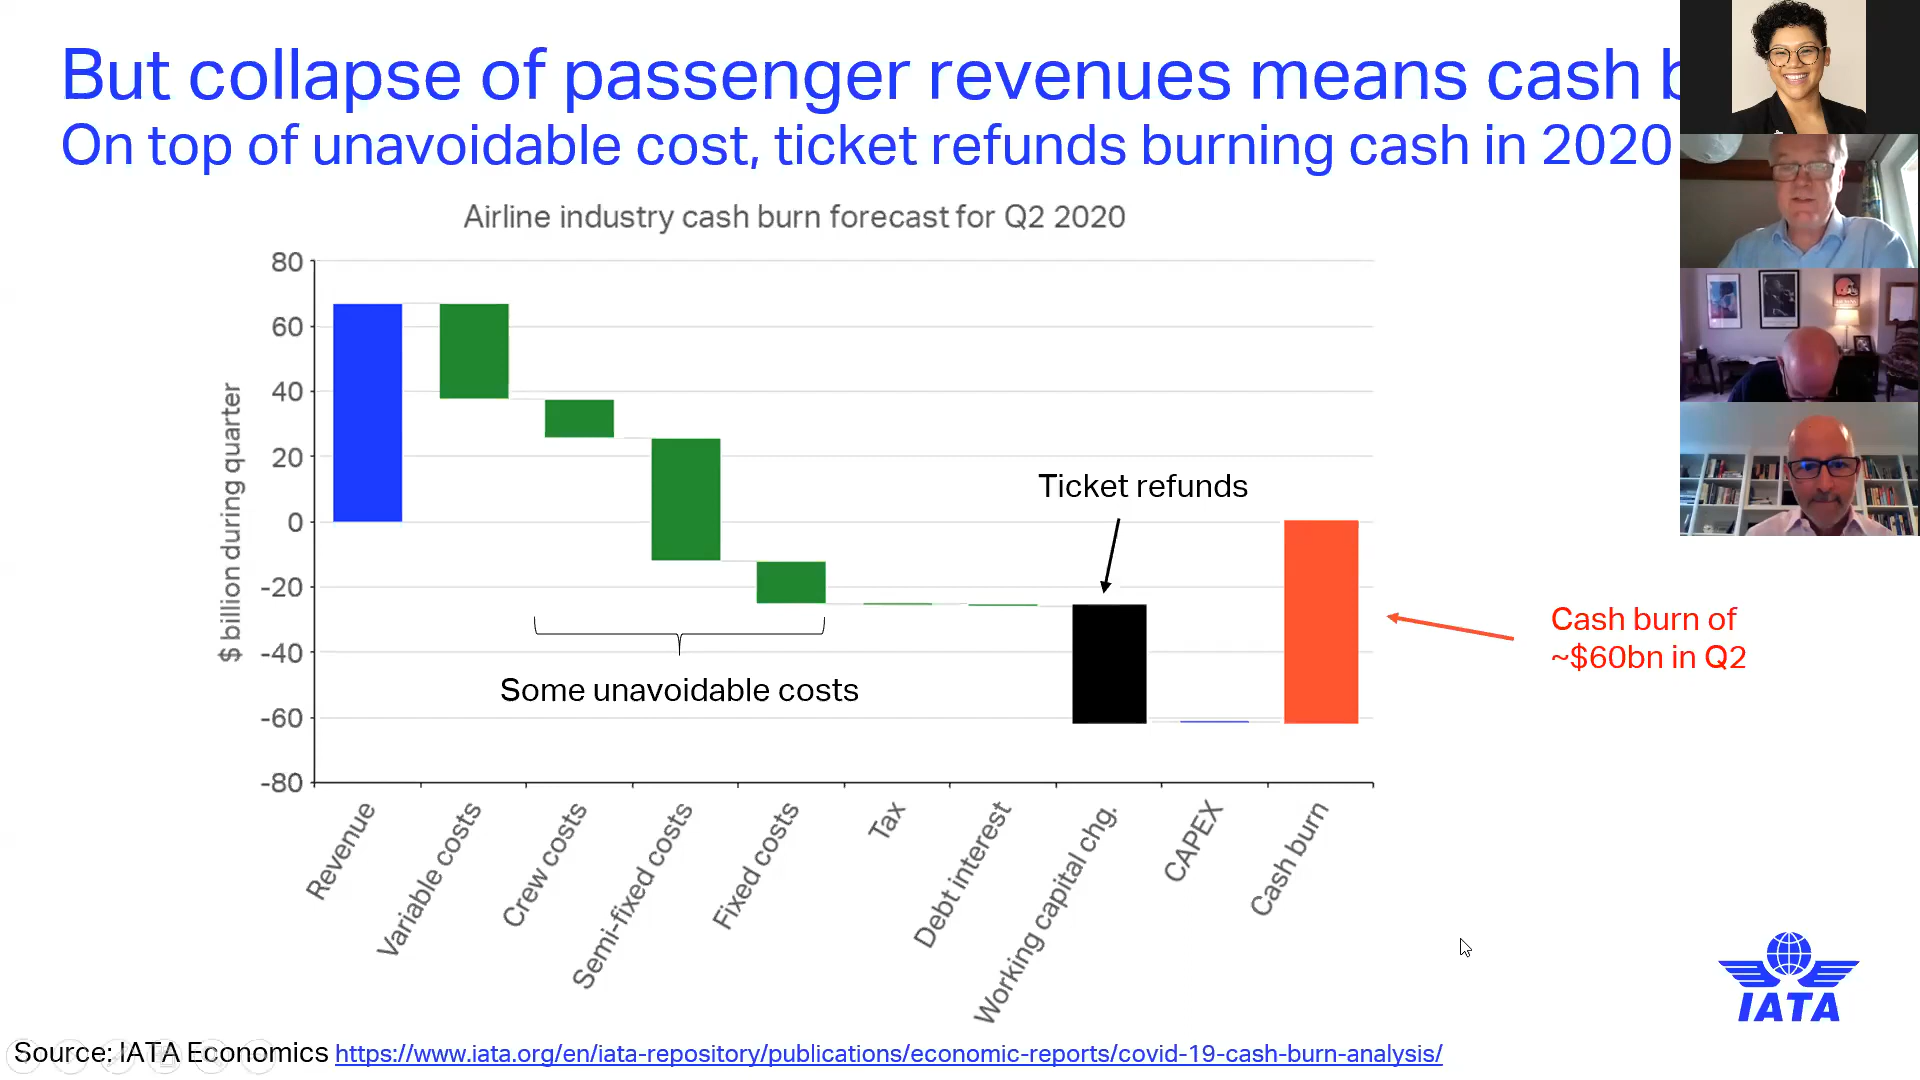 But collapse of passenger revenues means cash
On top of unavoidable cost, ticket refunds burning cash in 2020
Airline industry cash burn forecast for Q2 2020
$ billion during quarter
80
60
40
20
0
-20
-40
-60
-80
Ticket refunds
Some unavoidable costs
Cash burn of
~$60bn in Q2
Revenue
Variable costs
Crew costs
Semi-fixed costs
Fixed costs
Tax
Debt interest
Working capital chg.
CAPEX
Cash burn
IATA
Source: IATA Economics https://www.iata.org/en/iata-repository/publications/economic-reports/covid-19-cash-burn-analysis/